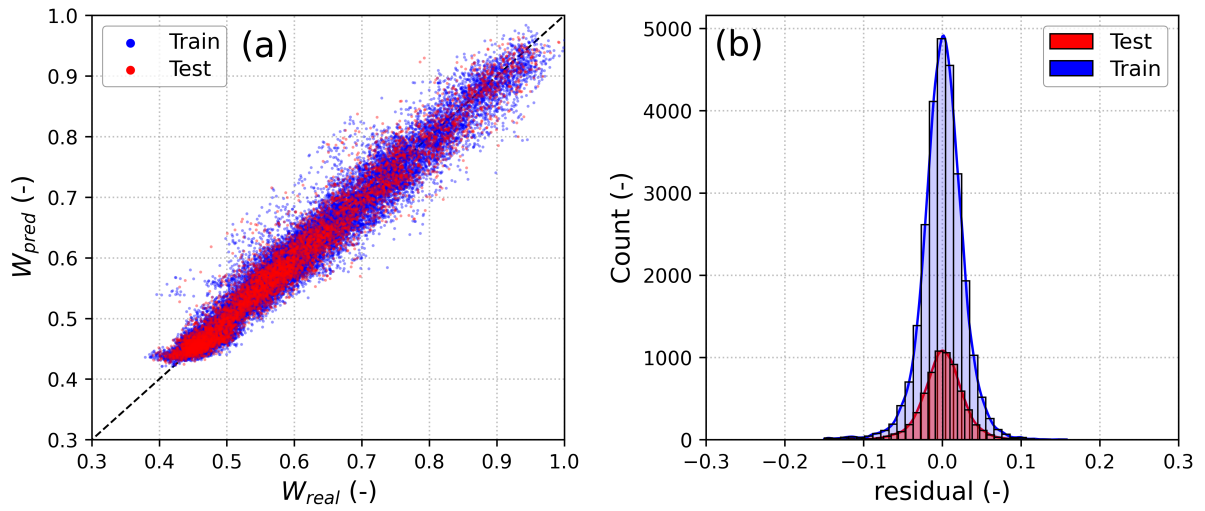 (a)
Train
Test
W_pred (-)
1.0
0.9
0.8
0.7
0.6
0.5
0.4
0.3
0.3 0.4 0.5 0.6 0.7 0.8 0.9 1.0
W_real (-)
(b)
Test
Train
Count (-)
5000
4000
3000
2000
1000
0
−0.3 −0.2 −0.1 0.0 0.1 0.2 0.3
residual (-)